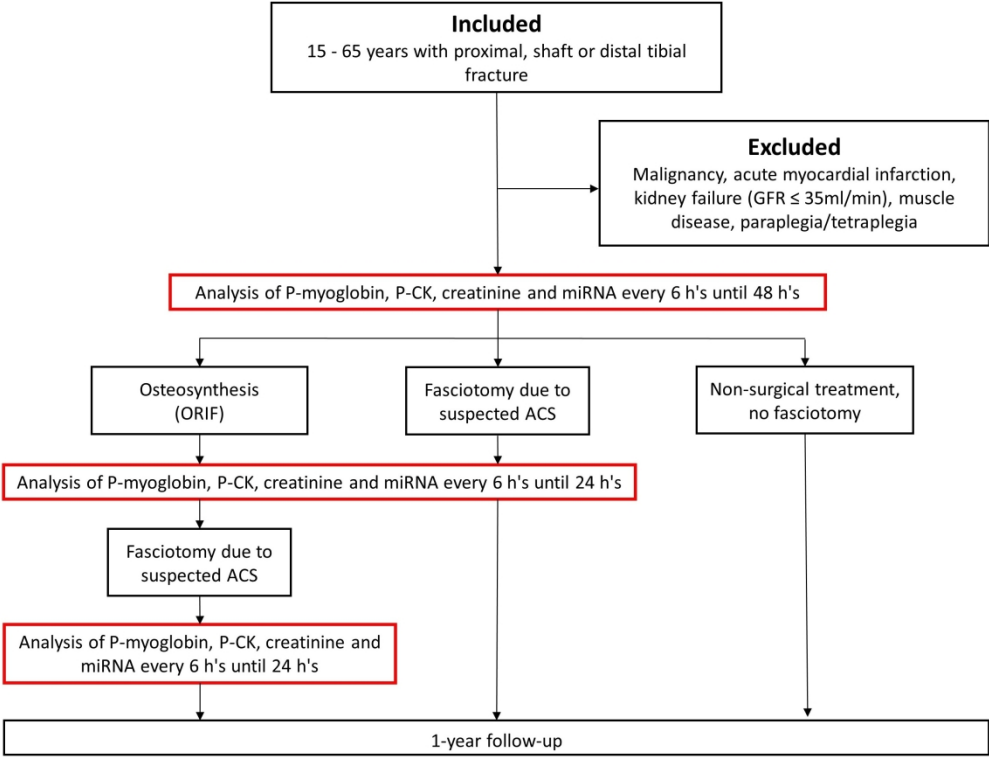 Included
15 - 65 years with proximal, shaft or distal tibial
fracture
Excluded
Malignancy, acute myocardial infarction,
kidney failure (GFR ≤ 35ml/min), muscle
disease, paraplegia/tetraplegia
Analysis of P-myoglobin, P-CK, creatinine and miRNA every 6 h's until 48 h's
Osteosynthesis
(ORIF)
Fasciotomy due to
suspected ACS
Non-surgical treatment,
no fasciotomy
Analysis of P-myoglobin, P-CK, creatinine and miRNA every 6 h's until 24 h's
Fasciotomy due to
suspected ACS
Analysis of P-myoglobin, P-CK, creatinine and
miRNA every 6 h's until 24 h's
1-year follow-up